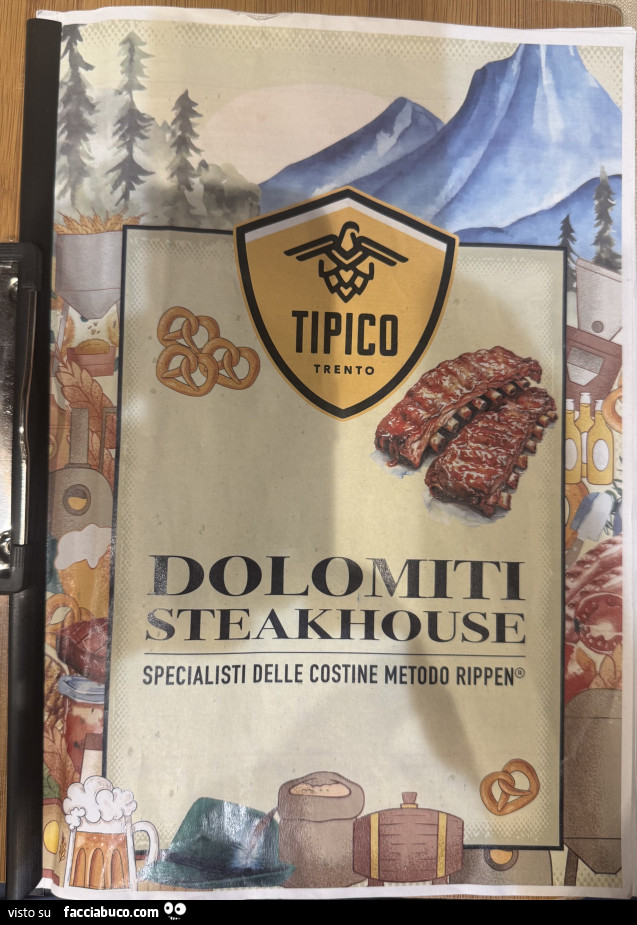 TIPICO
TRENTO
DOLOMITI
STEAKHOUSE
SPECIALISTI DELLE COSTINE METODO RIPPEN®
visto su facciabuco.com